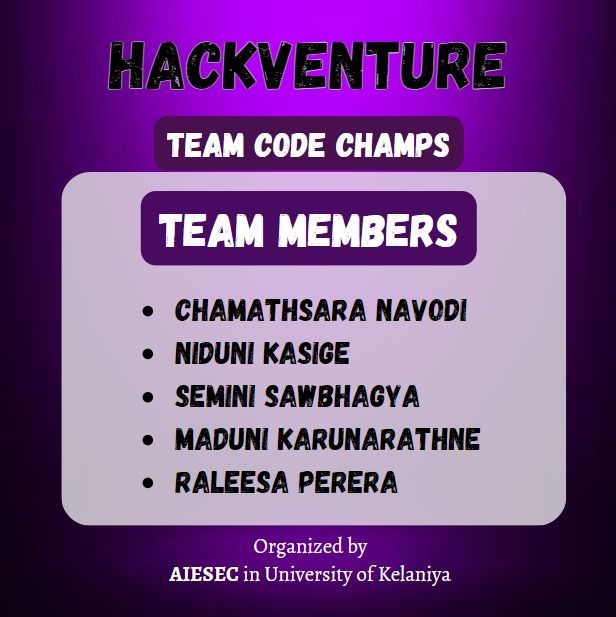 HACKVENTURE
TEAM CODE CHAMPS
TEAM MEMBERS
• CHAMATHSARA NAVODI
• NIDUNI KASIGE
• SEMINI SAWBHAGYA
• MADUNI KARUNARATHNE
• RALEESA PERERA
Organized by
AIESEC in University of Kelaniya